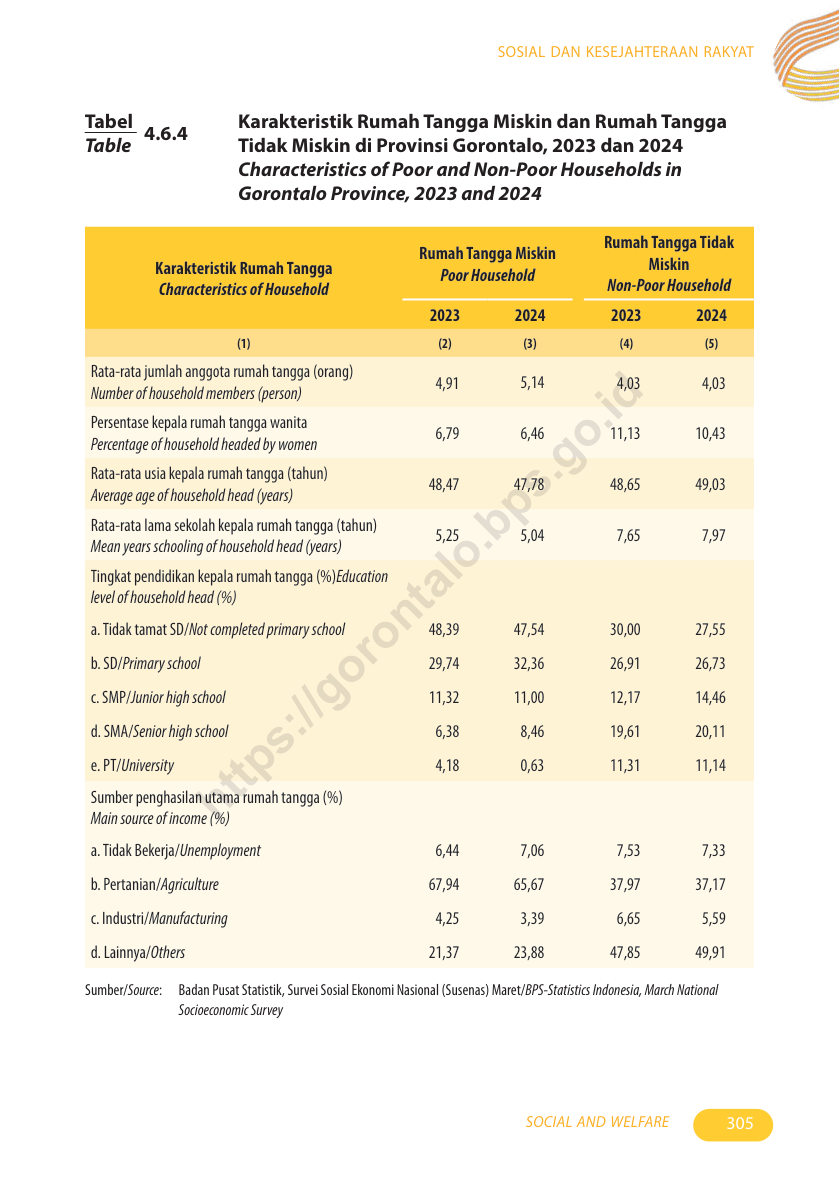 SOSIAL DAN KESEJAHTERAAN RAKYAT
Tabel
Table
4.6.4
Karakteristik Rumah Tangga Miskin dan Rumah Tangga
Tidak Miskin di Provinsi Gorontalo, 2023 dan 2024
Characteristics of Poor and Non-Poor Households in
Gorontalo Province, 2023 and 2024
Karakteristik Rumah Tangga
Characteristics of Household
Rumah Tangga Miskin
Poor Household
Rumah Tangga Tidak
Miskin
Non-Poor Household
2023 2024 2023 2024
(1) (2) (3) (4) (5)
Rata-rata jumlah anggota rumah tangga (orang)
Number of household members (person)
4,91 5,14 4,03 4,03
Persentase kepala rumah tangga wanita
Percentage of household headed by women
6,79 6,46 11,13 10,43
Rata-rata usia kepala rumah tangga (tahun)
Average age of household head (years)
48,47 47,78 48,65 49,03
Rata-rata lama sekolah kepala rumah tangga (tahun)
Mean years schooling of household head (years)
5,25 5,04 7,65 7,97
Tingkat pendidikan kepala rumah tangga (%)Education
level of household head (%)
a. Tidak tamat SD/Not completed primary school 48,39 47,54 30,00 27,55
b. SD/Primary school 29,74 32,36 26,91 26,73
c. SMP/Junior high school 11,32 11,00 12,17 14,46
d. SMA/Senior high school 6,38 8,46 19,61 20,11
e. PT/University 4,18 0,63 11,31 11,14
Sumber penghasilan utama rumah tangga (%)
Main source of income (%)
a. Tidak Bekerja/Unemployment 6,44 7,06 7,53 7,33
b. Pertanian/Agriculture 67,94 65,67 37,97 37,17
c. Industri/Manufacturing 4,25 3,39 6,65 5,59
d. Lainnya/Others 21,37 23,88 47,85 49,91
https://gorontalo.bps.go.id
Sumber/Source: Badan Pusat Statistik, Survei Sosial Ekonomi Nasional (Susenas) Maret/BPS-Statistics Indonesia, March National
Socioeconomic Survey
SOCIAL AND WELFARE 305